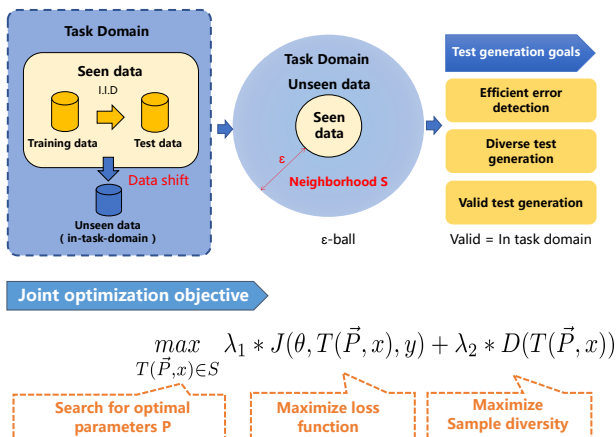 Task Domain
Seen data
I.I.D
Training data
Test data
Data shift
Unseen data
( in-task-domain )
Task Domain
Unseen data
Seen
data
ε
Neighborhood S
ε-ball
Test generation goals
Efficient error
detection
Diverse test
generation
Valid test generation
Valid = In task domain
Joint optimization objective
max λ₁ * J(θ, T(P⃗, x), y) + λ₂ * D(T(P⃗, x))
T(P⃗,x)∈S
Search for optimal
parameters P
Maximize loss
function
Maximize
Sample diversity